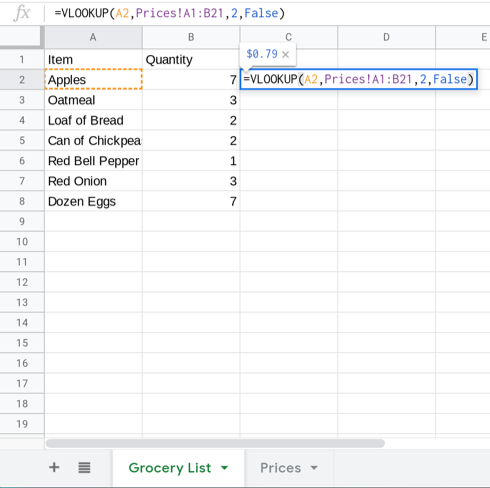 fx =VLOOKUP(A2,Prices!A1:B21,2,False)
A B C D E
$0.79 ×
1 Item Quantity
2 Apples 7 =VLOOKUP(A2,Prices!A1:B21,2,False)
3 Oatmeal 3
4 Loaf of Bread 2
5 Can of Chickpea 2
6 Red Bell Pepper 1
7 Red Onion 3
8 Dozen Eggs 7
9
10
11
12
13
14
15
16
17
18
19
+ Grocery List Prices